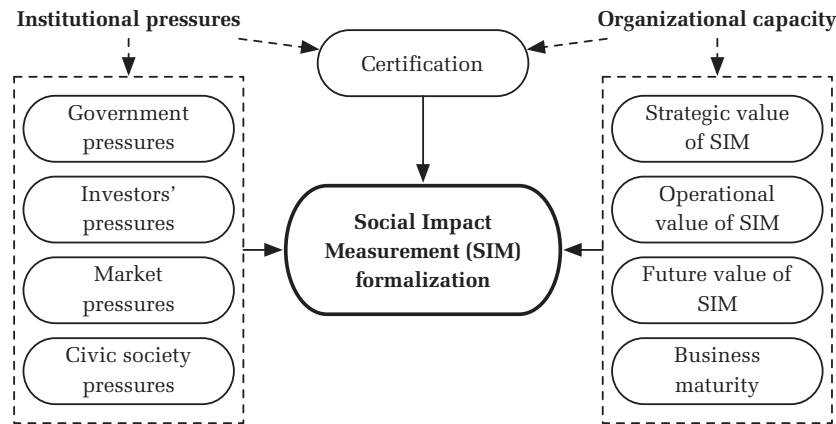 Institutional pressures
Organizational capacity
Certification
Government
pressures
Investors'
pressures
Market
pressures
Civic society
pressures
Social Impact
Measurement (SIM)
formalization
Strategic value
of SIM
Operational
value of SIM
Future value of
SIM
Business
maturity